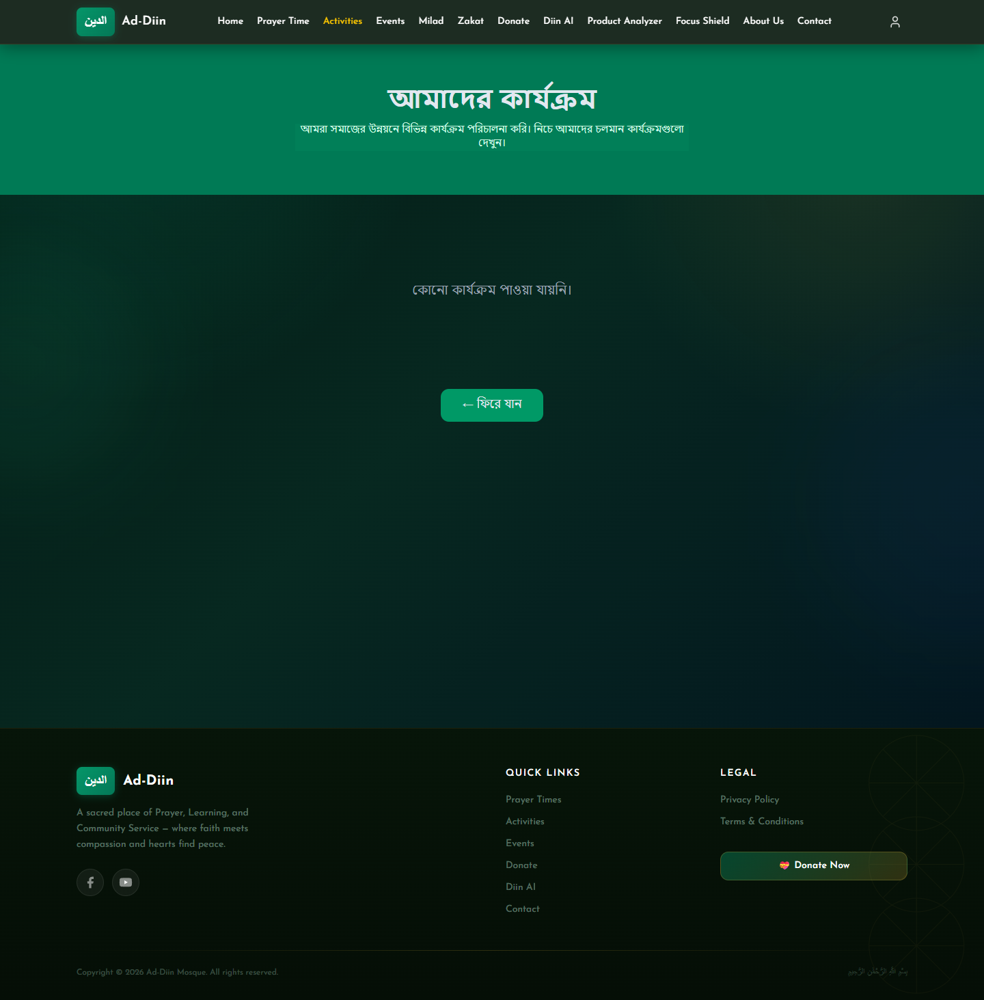 الدين Ad-Diin Home Prayer Time Activities Events Milad Zakat Donate Diin AI Product Analyzer Focus Shield About Us Contact
আমাদের কার্যক্রম
আমরা সমাজের উন্নয়নে বিভিন্ন কার্যক্রম পরিচালনা করি। নিচে আমাদের চলমান কার্যক্রমগুলো
দেখুন।
কোনো কার্যক্রম পাওয়া যায়নি।
← ফিরে যান
الدين Ad-Diin
A sacred place of Prayer, Learning, and
Community Service — where faith meets
compassion and hearts find peace.
QUICK LINKS
Prayer Times
Activities
Events
Donate
Diin AI
Contact
LEGAL
Privacy Policy
Terms & Conditions
💝 Donate Now
Copyright © 2026 Ad-Diin Mosque. All rights reserved.
بِسْمِ اللَّهِ الرَّحْمَٰنِ الرَّحِيمِ